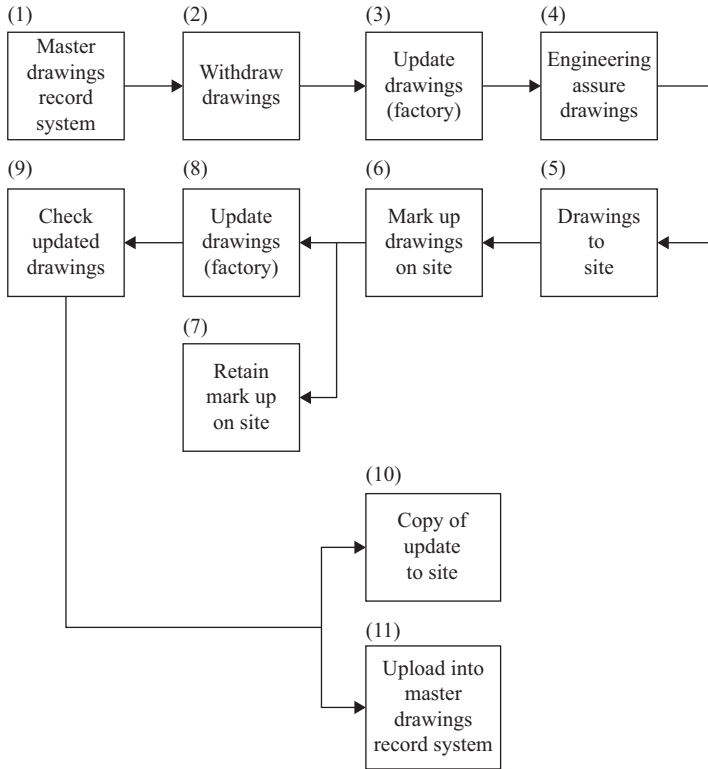 (1)
Master
drawings
record
system
(2)
Withdraw
drawings
(3)
Update
drawings
(factory)
(4)
Engineering
assure
drawings
(5)
Drawings
to
site
(6)
Mark up
drawings
on site
(8)
Update
drawings
(factory)
(9)
Check
updated
drawings
(7)
Retain
mark up
on site
(10)
Copy of
update
to site
(11)
Upload into
master
drawings
record system